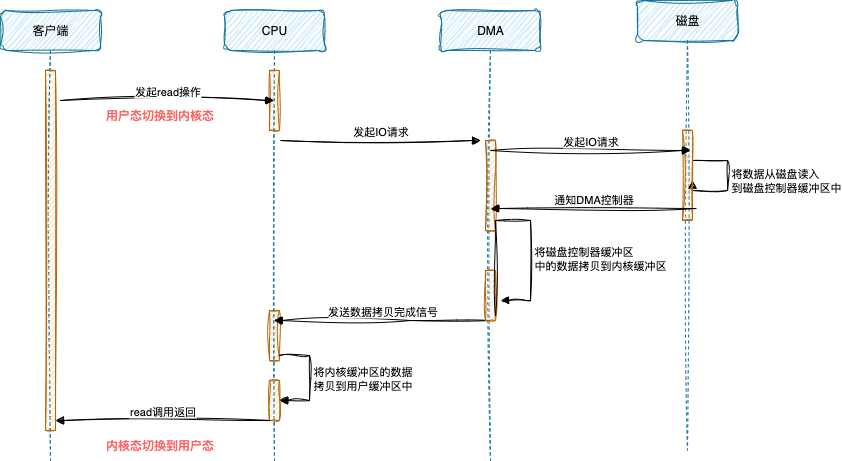 客户端
CPU
DMA
磁盘
发起read操作
用户态切换到内核态
发起IO请求
发起IO请求
将数据从磁盘读入
到磁盘控制器缓冲区中
通知DMA控制器
将磁盘控制器缓冲区
中的数据拷贝到内核缓冲区
发送数据拷贝完成信号
将内核缓冲区的数据
拷贝到用户缓冲区中
read调用返回
内核态切换到用户态